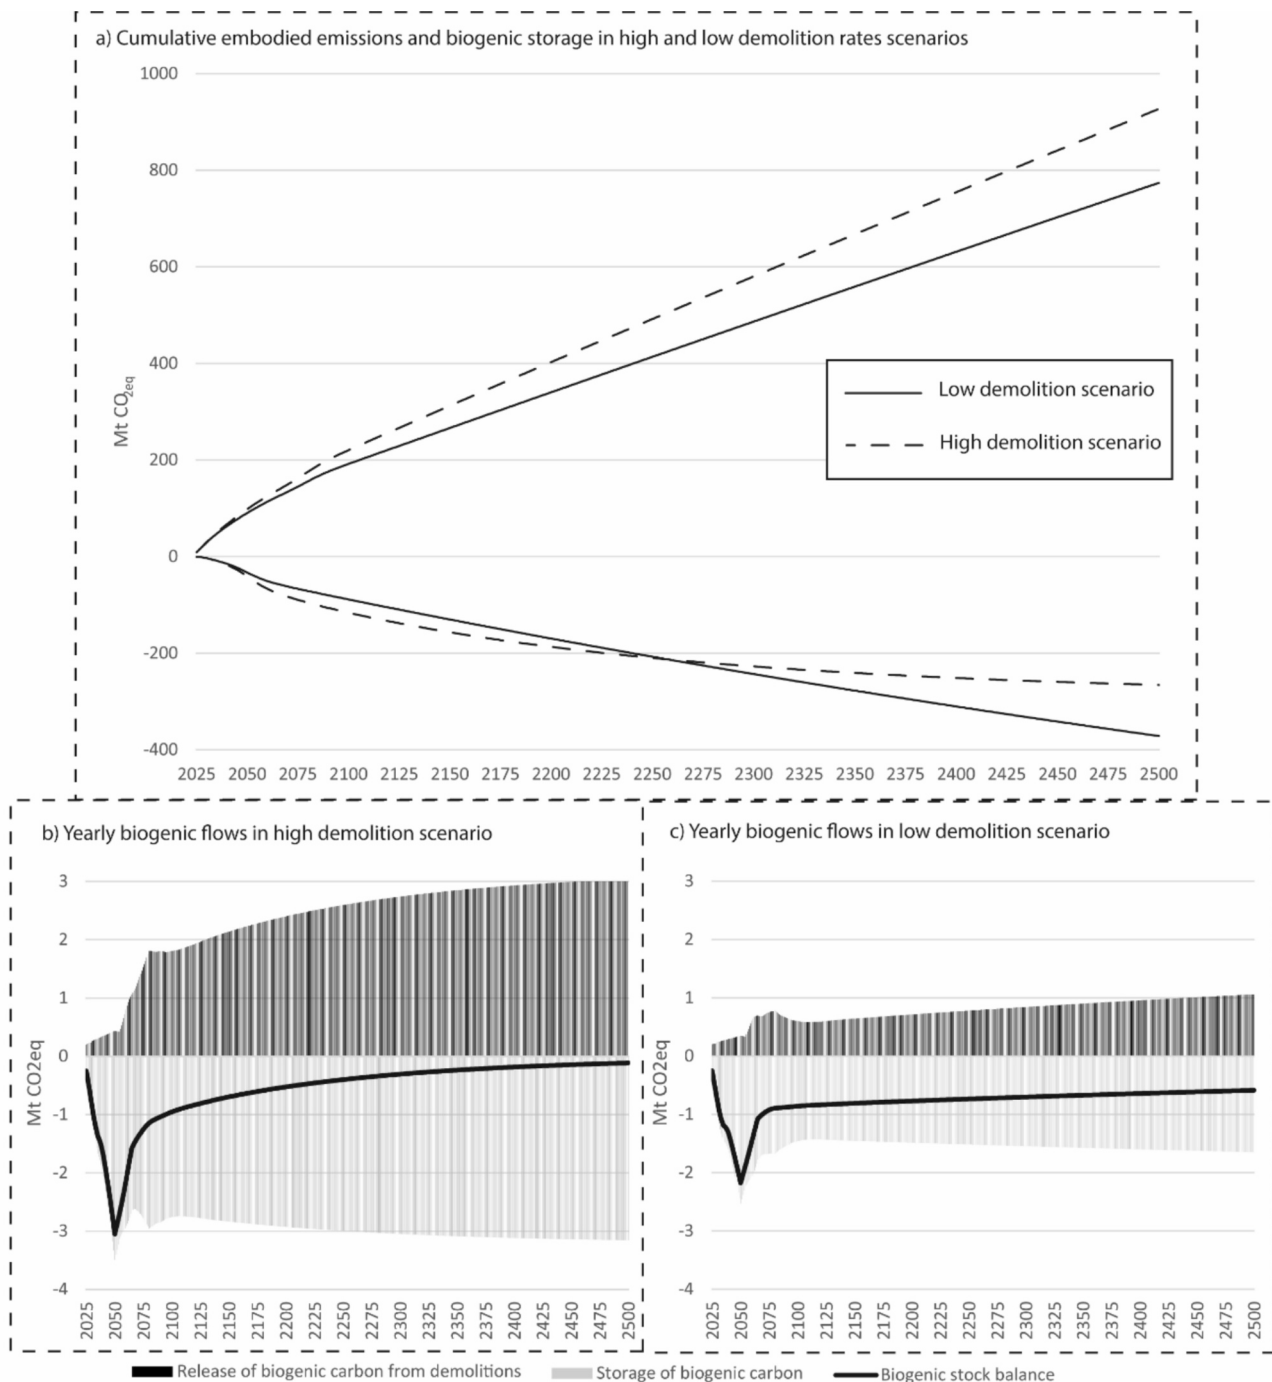 a) Cumulative embodied emissions and biogenic storage in high and low demolition rates scenarios
1000
800
600
400
200
0
-200
-400
Mt CO2eq
Low demolition scenario
High demolition scenario
2025 2050 2075 2100 2125 2150 2175 2200 2225 2250 2275 2300 2325 2350 2375 2400 2425 2450 2475 2500
b) Yearly biogenic flows in high demolition scenario
3
2
1
0
-1
-2
-3
-4
Mt CO2eq
2025 2050 2075 2100 2125 2150 2175 2200 2225 2250 2275 2300 2325 2350 2375 2400 2425 2450 2475 2500
c) Yearly biogenic flows in low demolition scenario
3
2
1
0
-1
-2
-3
-4
Mt CO2eq
2025 2050 2075 2100 2125 2150 2175 2200 2225 2250 2275 2300 2325 2350 2375 2400 2425 2450 2475 2500
Release of biogenic carbon from demolitions Storage of biogenic carbon Biogenic stock balance